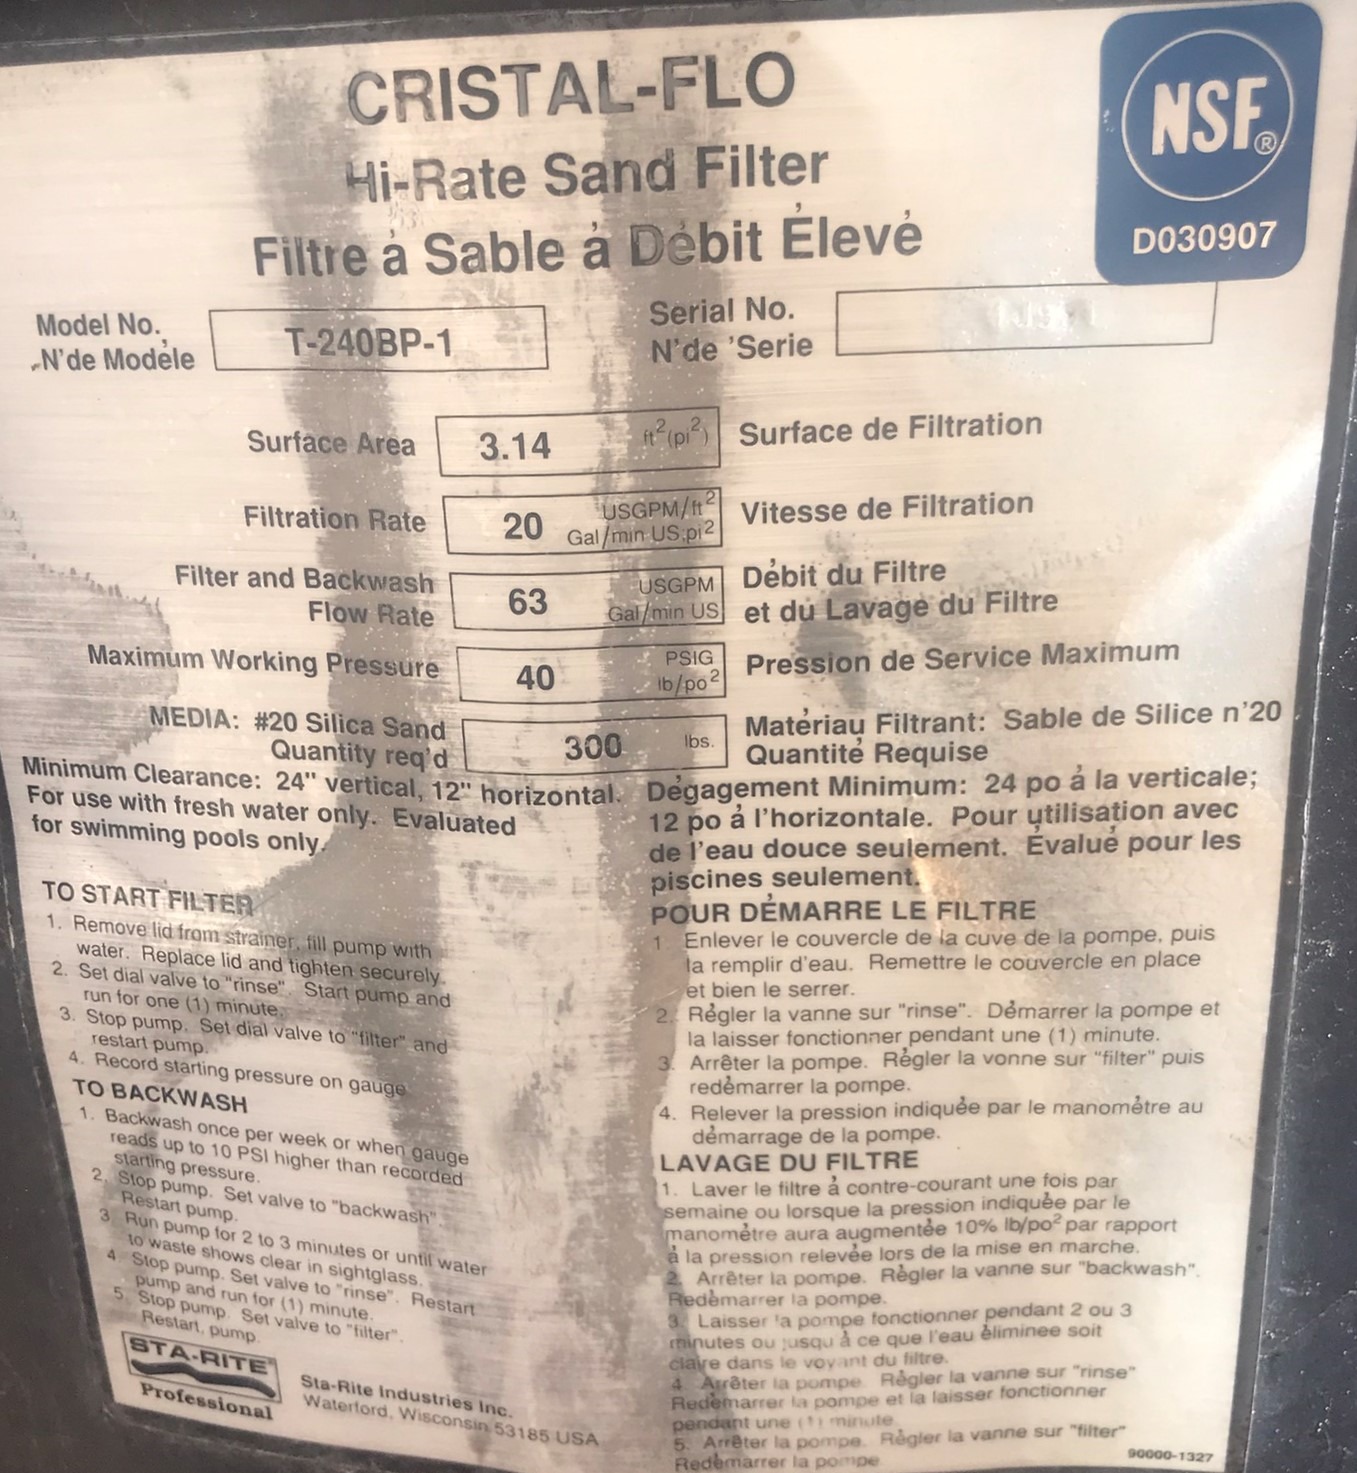 CRISTAL-FLO
Hi-Rate Sand Filter
Filtre á Sable á Débit Élevé
NSF®
D030907
Model No.
N'de Modéle
T-240BP-1
Serial No.
N'de 'Serie
Surface Area 3.14 ft²(pi²) Surface de Filtration
Filtration Rate 20 USGPM/ft² Gal/min US;pi² Vitesse de Filtration
Filter and Backwash
Flow Rate
63 USGPM
Gal/min US
Débit du Filtre
et du Lavage du Filtre
Maximum Working Pressure 40 PSIG lb/po² Pression de Service Maximum
MEDIA: #20 Silica Sand
Quantity req'd
300 lbs.
Matériau Filtrant: Sable de Silice n'20
Quantité Requise
Minimum Clearance: 24" vertical, 12" horizontal.
For use with fresh water only. Evaluated
for swimming pools only.
Dégagement Minimum: 24 po á la verticale;
12 po á l'horizontale. Pour utilisation avec
de l'eau douce seulement. Évalué pour les
piscines seulement.
TO START FILTER
1. Remove lid from strainer, fill pump with
water. Replace lid and tighten securely.
2. Set dial valve to "rinse". Start pump and
run for one (1) minute.
3. Stop pump. Set dial valve to "filter" and
restart pump.
4. Record starting pressure on gauge
TO BACKWASH
1. Backwash once per week or when gauge
reads up to 10 PSI higher than recorded
starting pressure.
2. Stop pump. Set valve to "backwash".
Restart pump.
3. Run pump for 2 to 3 minutes or until water
to waste shows clear in sightglass.
4. Stop pump. Set valve to "rinse". Restart
pump and run for (1) minute.
5. Stop pump. Set valve to "filter".
Restart, pump.
STA-RITE®
Professional
Sta-Rite Industries Inc.
Waterford, Wisconsin 53185 USA
POUR DÉMARRE LE FILTRE
1. Enlever le couvercle de la cuve de la pompe, puis
la remplir d'eau. Remettre le couvercle en place
et bien le serrer.
2. Régler la vanne sur "rinse". Démarrer la pompe et
la laisser fonctionner pendant une (1) minute.
3. Arrêter la pompe. Régler la vonne sur "filter" puis
redémarrer la pompe.
4. Relever la pression indiquée par le manométre au
démarrage de la pompe.
LAVAGE DU FILTRE
1. Laver le filtre á contre-courant une fois par
semaine ou lorsque la pression indiquée par le
manométre aura augmentée 10% lb/po² par rapport
á la pression relevée lors de la mise en marche.
2. Arrêter la pompe. Régler la vanne sur "backwash".
Redémarrer la pompe.
3. Laisser la pompe fonctionner pendant 2 ou 3
minutes ou jusqu á ce que l'eau éliminee soit
claire dans le voyant du filtre.
4 Arrêter la pompe. Régler la vanne sur "rinse"
Redémarrer la pompe et la laisser fonctionner
pendant une (1) minute.
5. Arrêter la pompe. Régler la vanne sur "filter"
Redémarrer la pompe
90000-1327